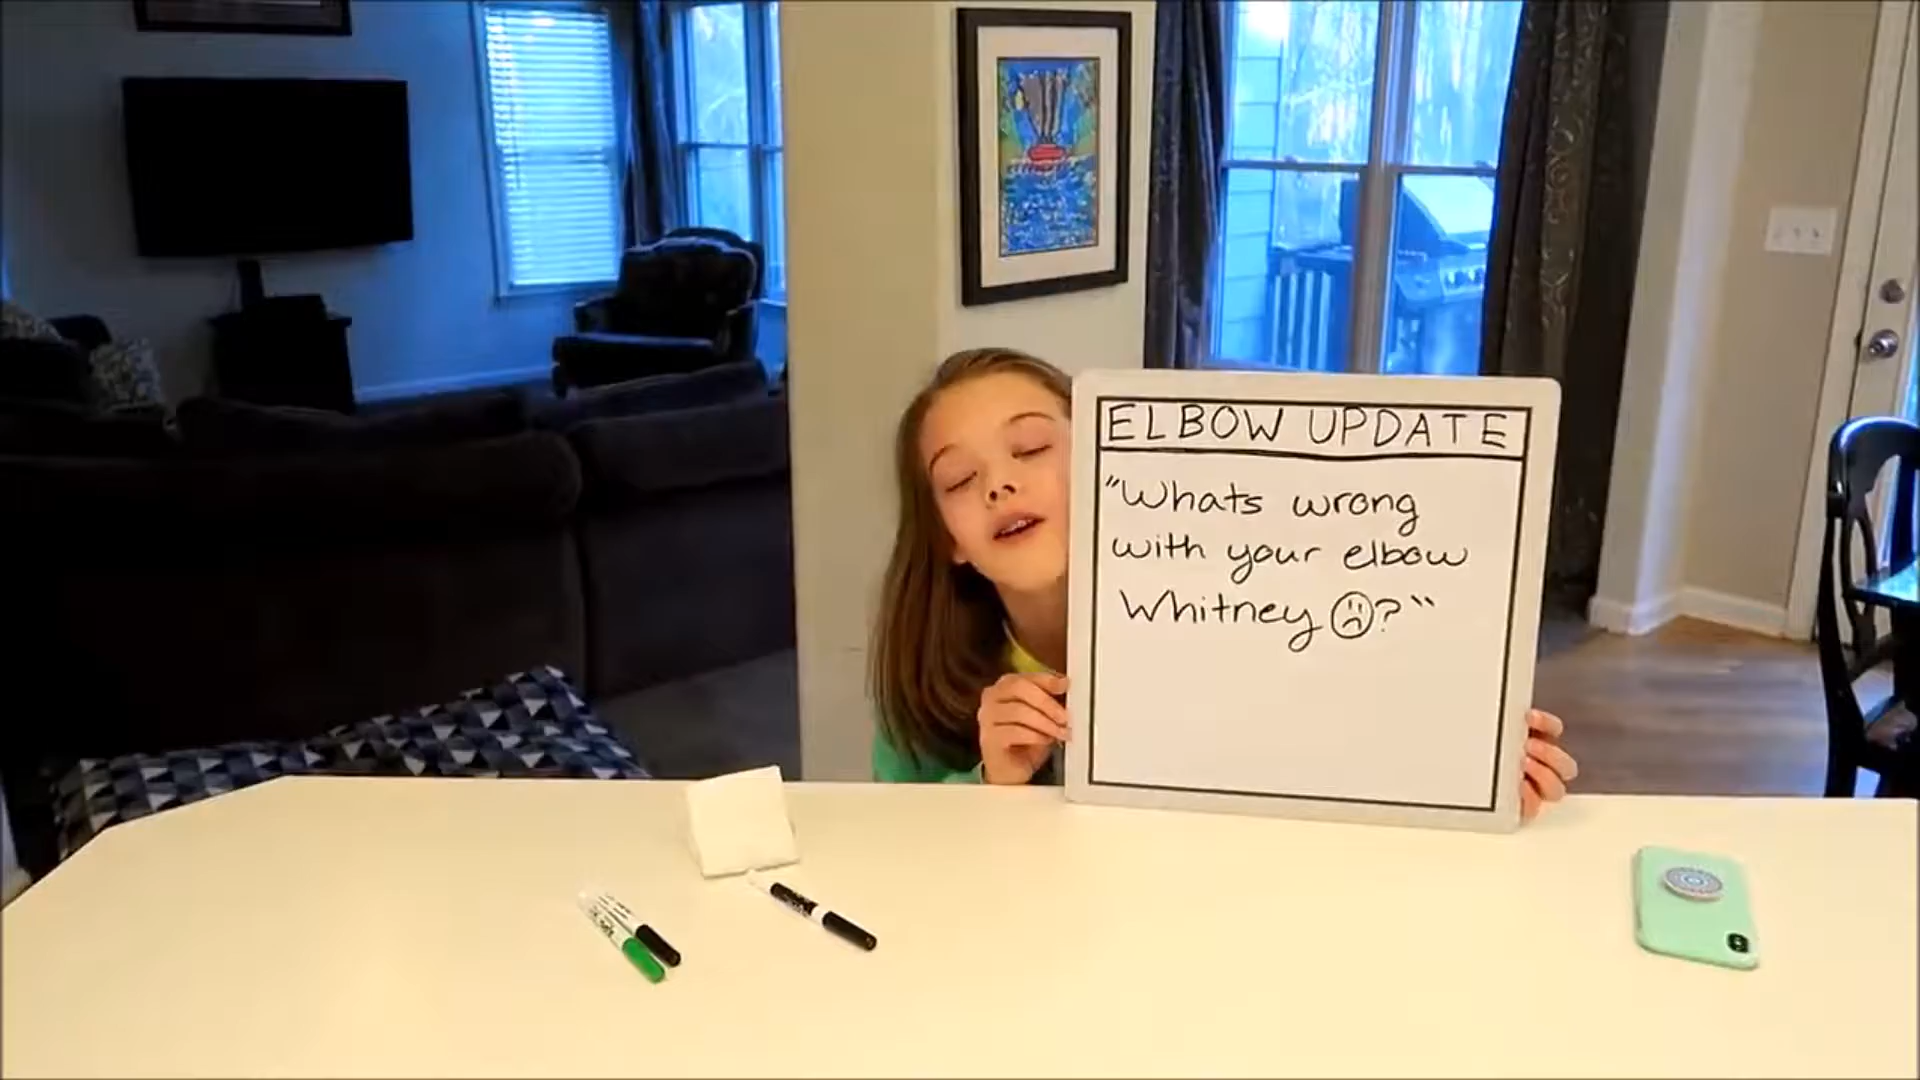 ELBOW UPDATE
"Whats wrong
with your elbow
Whitney ☹?"